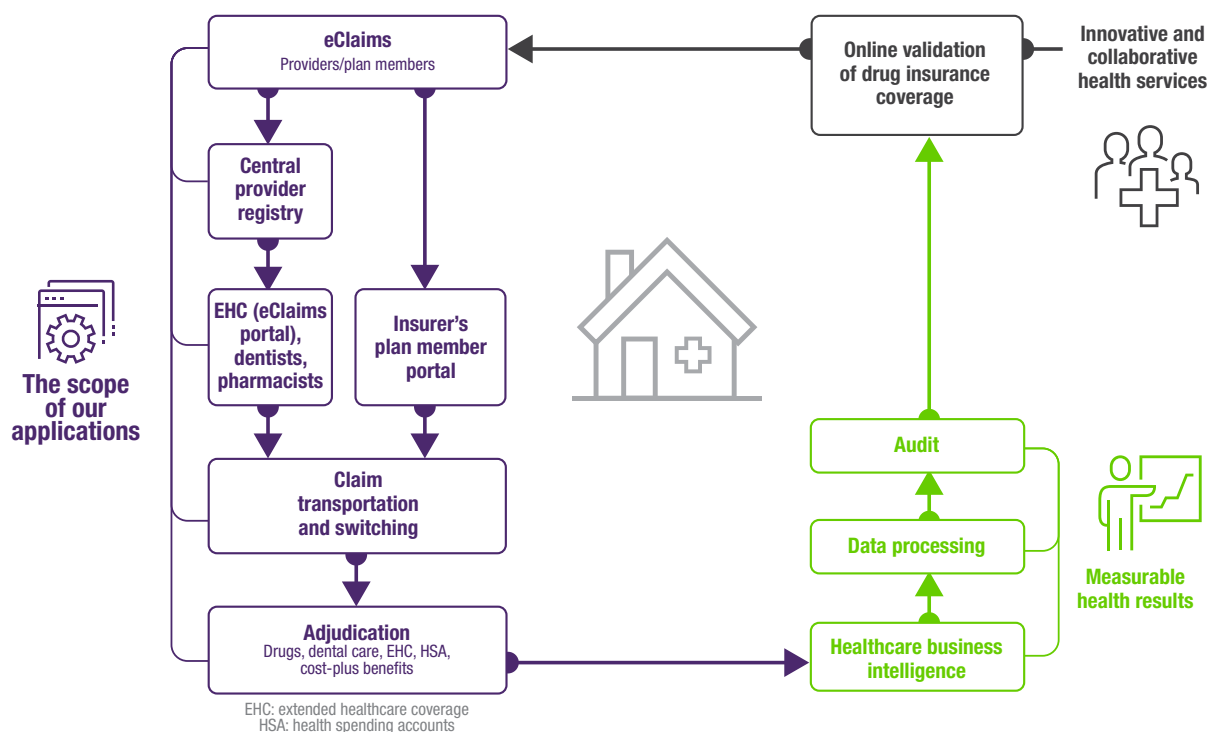 eClaims
Providers/plan members
Online validation
of drug insurance
coverage
Innovative and
collaborative
health services
Central
provider
registry
EHC (eClaims
portal),
dentists,
pharmacists
Insurer's
plan member
portal
The scope
of our
applications
Claim
transportation
and switching
Adjudication
Drugs, dental care, EHC, HSA,
cost-plus benefits
EHC: extended healthcare coverage
HSA: health spending accounts
Audit
Data processing
Healthcare business
intelligence
Measurable
health results